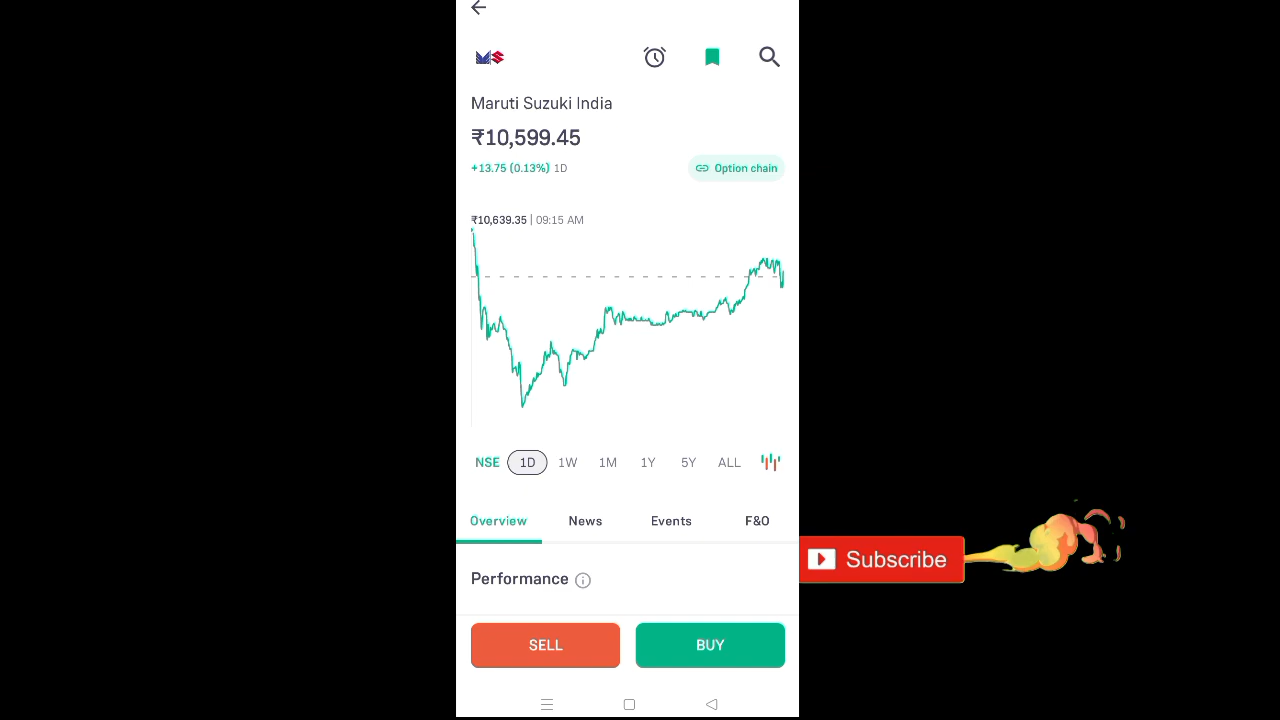 Maruti Suzuki India
₹10,599.45
+13.75 (0.13%) 1D
Option chain
₹10,639.35 | 09:15 AM
NSE 1D 1W 1M 1Y 5Y ALL
Overview News Events F&O
Subscribe
Performance
SELL BUY